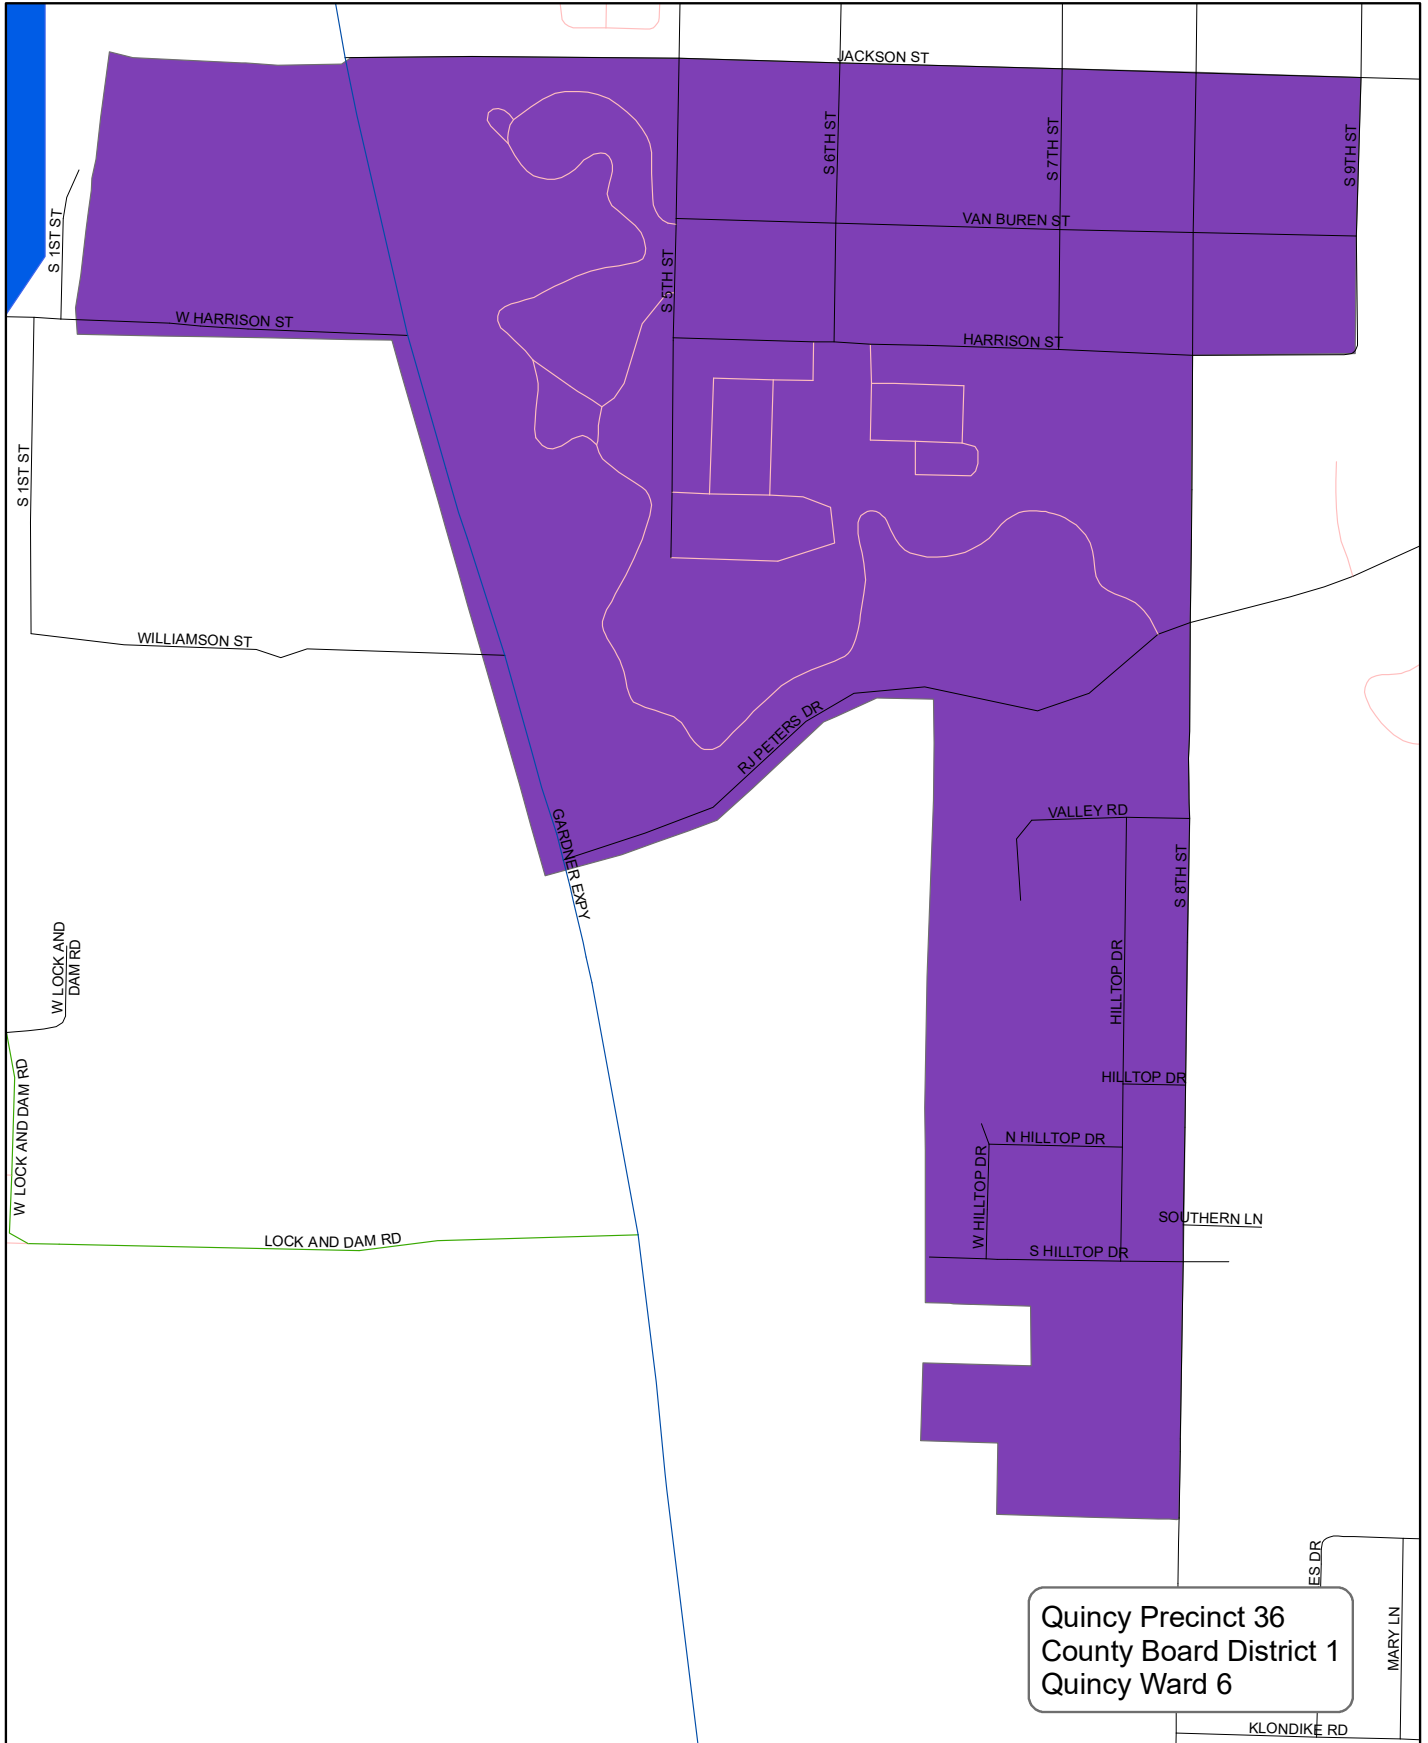 JACKSON ST
S 6TH ST
S 7TH ST
S 9TH ST
VAN BUREN ST
S 1ST ST
S 5TH ST
W HARRISON ST
HARRISON ST
S 1ST ST
WILLIAMSON ST
RJ PETERS DR
VALLEY RD
GARDNER EXPY
S 8TH ST
W LOCK AND
DAM RD
HILLTOP DR
HILLTOP DR
W LOCK AND DAM RD
N HILLTOP DR
W HILLTOP DR
SOUTHERN LN
LOCK AND DAM RD
S HILLTOP DR
ES DR
Quincy Precinct 36
County Board District 1
Quincy Ward 6
MARY LN
KLONDIKE RD